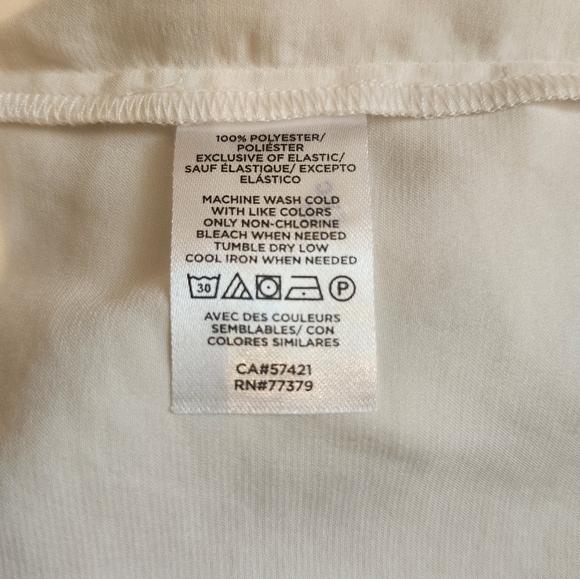 100% POLYESTER/
POLIÉSTER
EXCLUSIVE OF ELASTIC/
SAUF ÉLASTIQUE/ EXCEPTO
ELÁSTICO
MACHINE WASH COLD
WITH LIKE COLORS
ONLY NON-CHLORINE
BLEACH WHEN NEEDED
TUMBLE DRY LOW
COOL IRON WHEN NEEDED
30 P
AVEC DES COULEURS
SEMBLABLES/ CON
COLORES SIMILARES
CA#57421
RN#77379